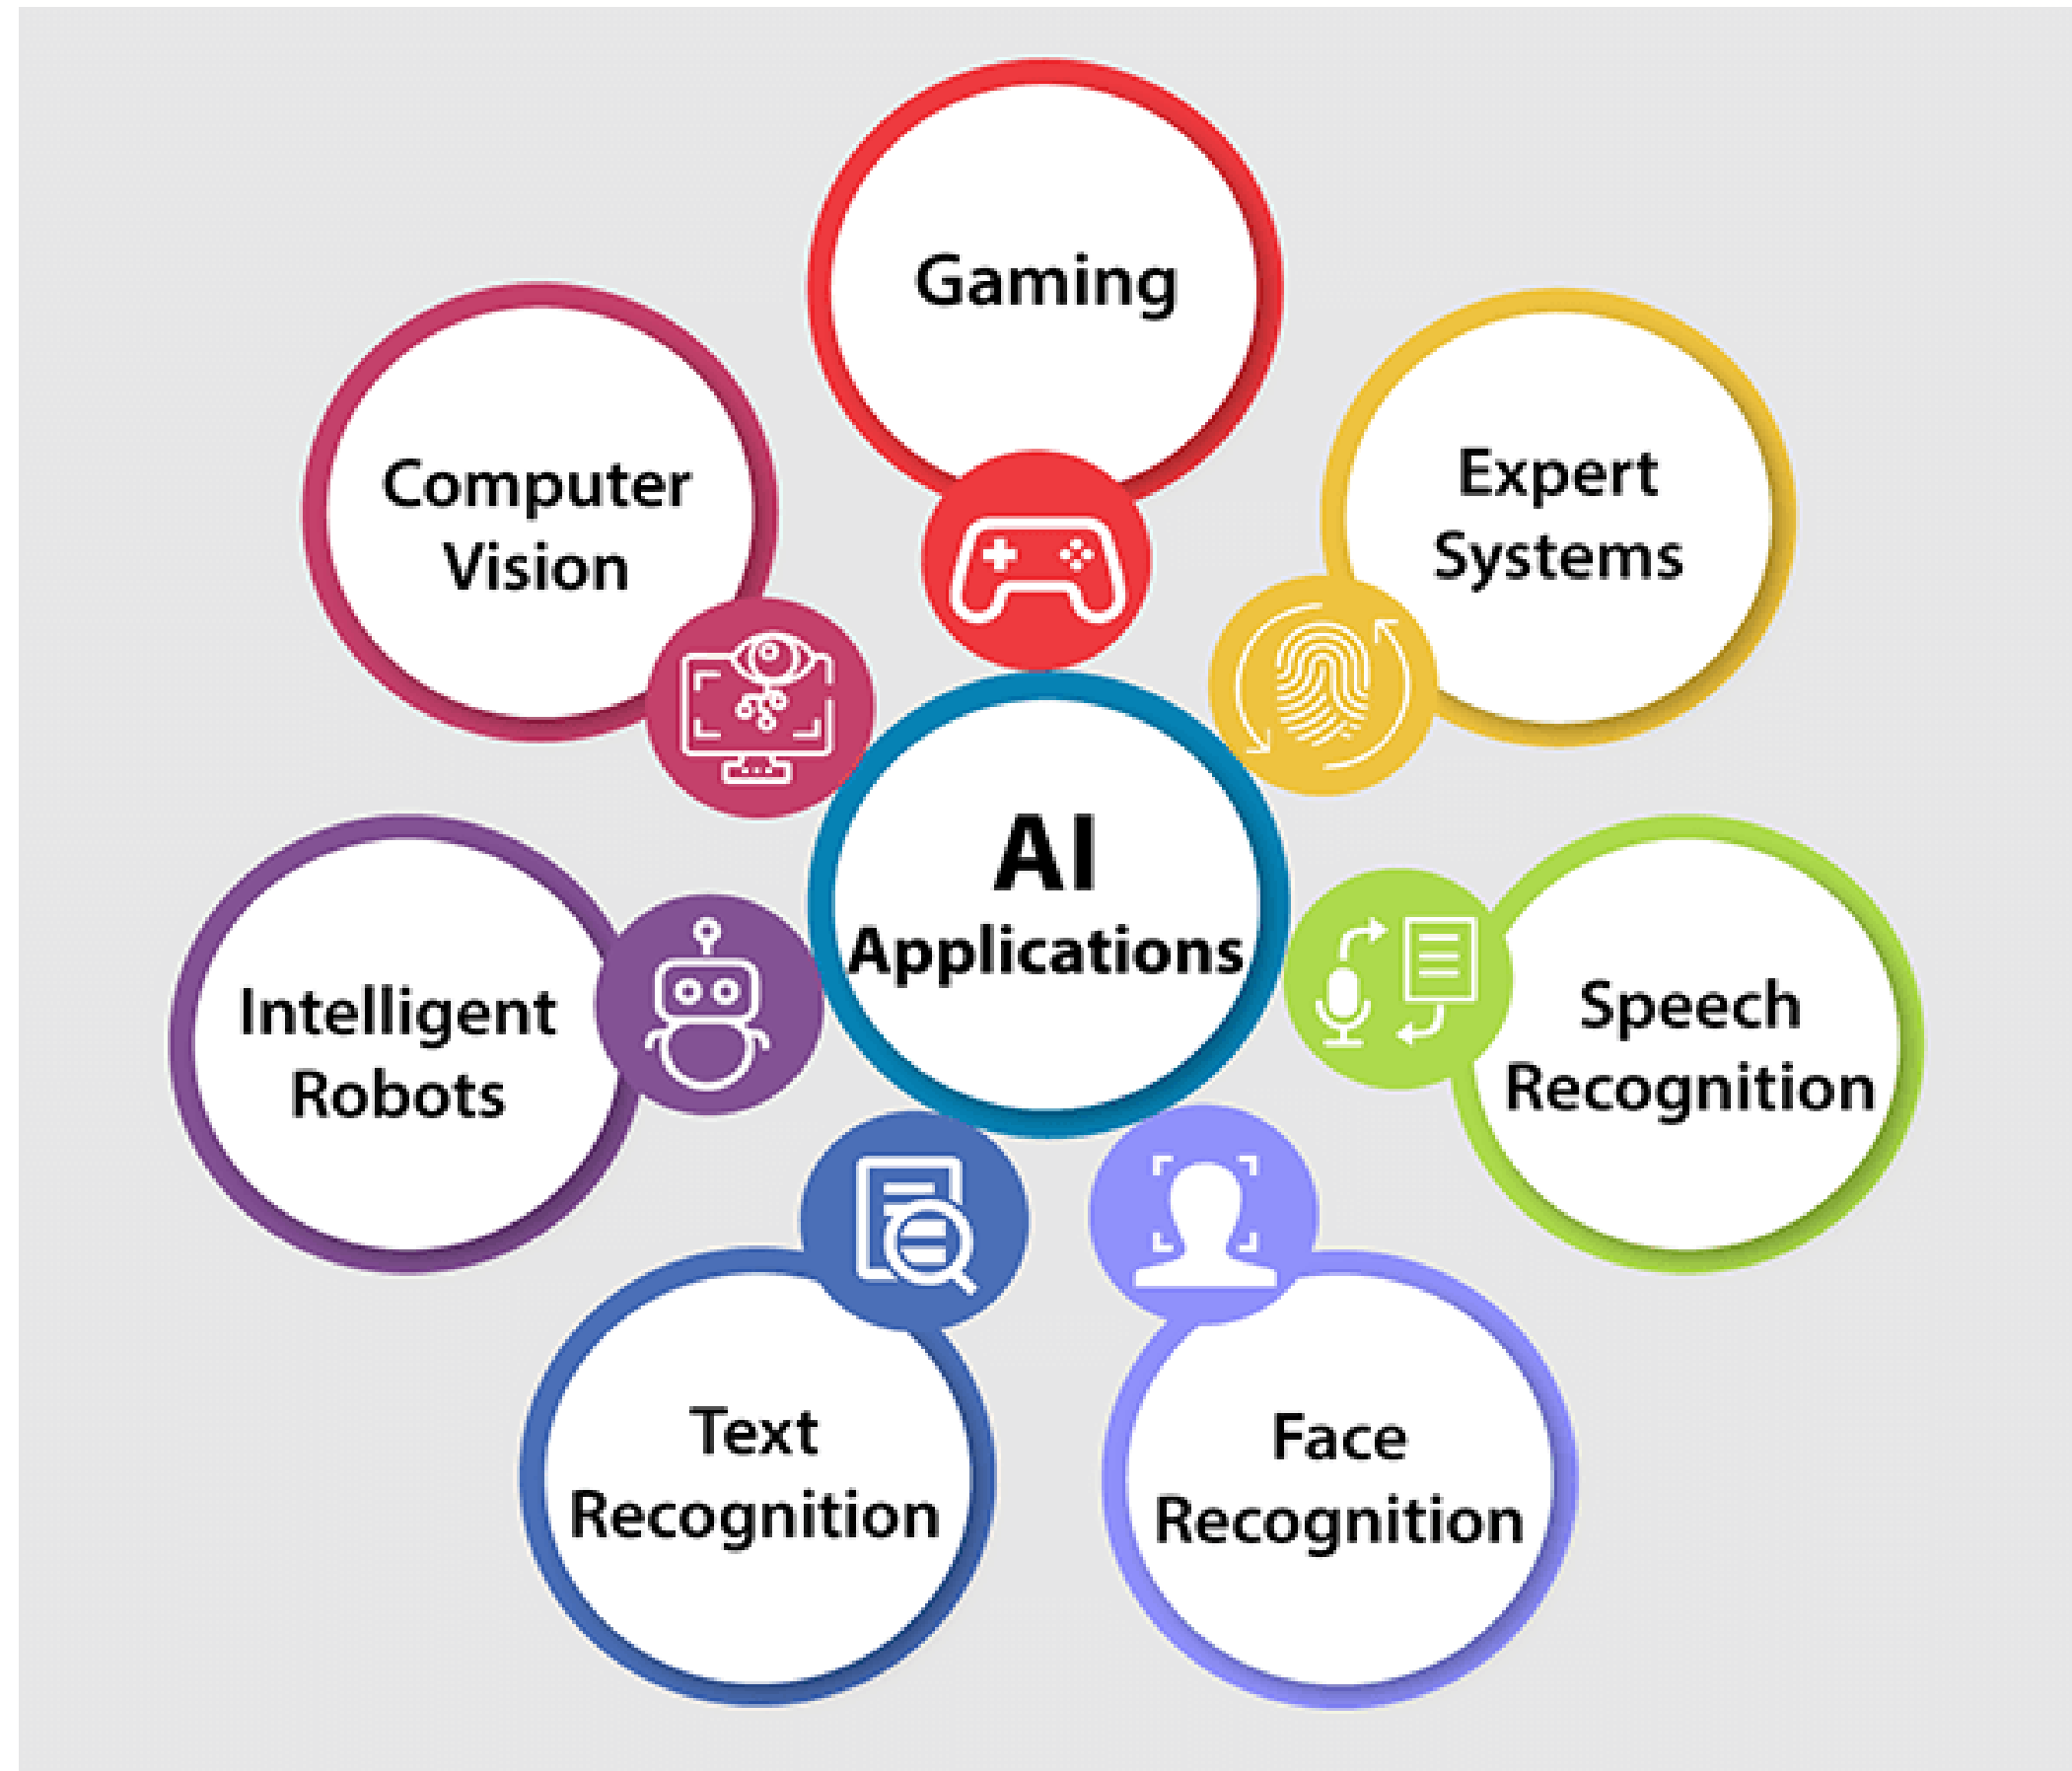 Gaming
Expert
Systems
Speech
Recognition
Face
Recognition
Text
Recognition
Intelligent
Robots
Computer
Vision
AI
Applications